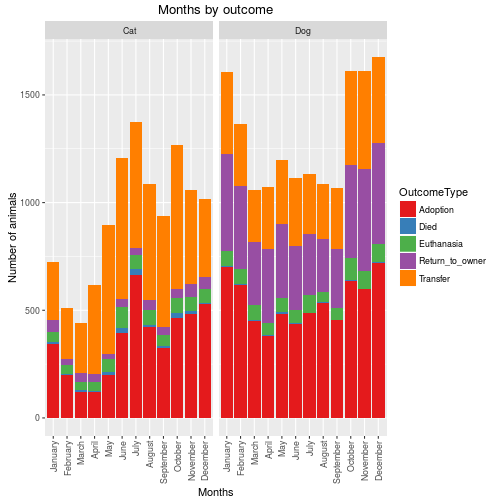 Months by outcome
Cat
Dog
Number of animals
1500
1000
500
0
January
February
March
April
May
June
July
August
September
October
November
December
January
February
March
April
May
June
July
August
September
October
November
December
Months
OutcomeType
Adoption
Died
Euthanasia
Return_to_owner
Transfer